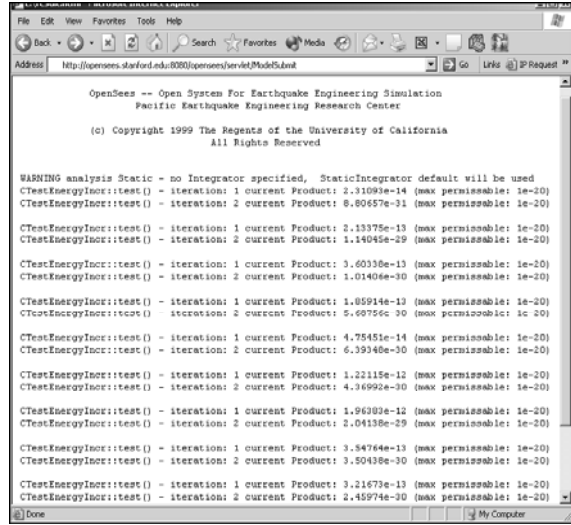 Microsoft Internet Explorer
File Edit View Favorites Tools Help
Back Search Favorites Media
Address http://opensees.stanford.edu:8080/opensees/servlet/ModelSubmit Go Links IP Request »
OpenSees -- Open System For Earthquake Engineering Simulation
Pacific Earthquake Engineering Research Center
(c) Copyright 1999 The Regents of the University of California
All Rights Reserved
WARNING analysis Static - no Integrator specified, StaticIntegrator default will be used
CTestEnergyIncr::test() - iteration: 1 current Product: 2.31093e-14 (max permissable: 1e-20)
CTestEnergyIncr::test() - iteration: 2 current Product: 8.80657e-31 (max permissable: 1e-20)
CTestEnergyIncr::test() - iteration: 1 current Product: 2.13375e-13 (max permissable: 1e-20)
CTestEnergyIncr::test() - iteration: 2 current Product: 1.14045e-29 (max permissable: 1e-20)
CTestEnergyIncr::test() - iteration: 1 current Product: 3.60338e-13 (max permissable: 1e-20)
CTestEnergyIncr::test() - iteration: 2 current Product: 1.01406e-30 (max permissable: 1e-20)
CTestEnergyIncr::test() - iteration: 1 current Product: 1.85914e-13 (max permissable: 1e-20)
CTestEnergyIncr::test() - iteration: 2 current Product: 5.68756e-30 (max permissable: 1e-20)
CTestEnergyIncr::test() - iteration: 1 current Product: 4.75451e-14 (max permissable: 1e-20)
CTestEnergyIncr::test() - iteration: 2 current Product: 6.39348e-30 (max permissable: 1e-20)
CTestEnergyIncr::test() - iteration: 1 current Product: 1.22115e-12 (max permissable: 1e-20)
CTestEnergyIncr::test() - iteration: 2 current Product: 4.36992e-30 (max permissable: 1e-20)
CTestEnergyIncr::test() - iteration: 1 current Product: 1.96383e-12 (max permissable: 1e-20)
CTestEnergyIncr::test() - iteration: 2 current Product: 2.04138e-29 (max permissable: 1e-20)
CTestEnergyIncr::test() - iteration: 1 current Product: 3.54764e-13 (max permissable: 1e-20)
CTestEnergyIncr::test() - iteration: 2 current Product: 3.50438e-30 (max permissable: 1e-20)
CTestEnergyIncr::test() - iteration: 1 current Product: 3.21673e-13 (max permissable: 1e-20)
CTestEnergyIncr::test() - iteration: 2 current Product: 2.45974e-30 (max permissable: 1e-20)
Done My Computer